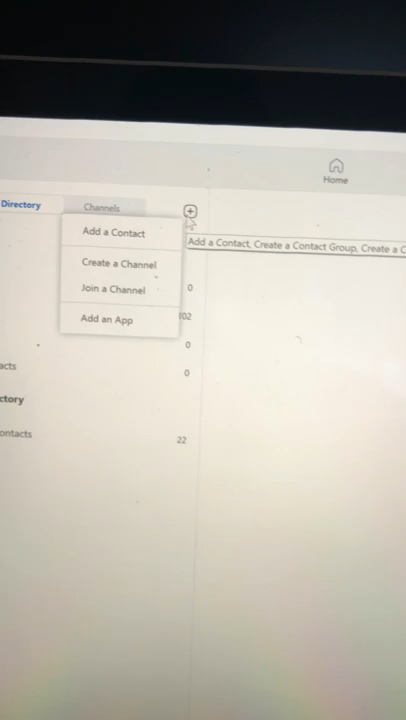 Home
Directory
Channels
Add a Contact
Add a Contact, Create a Contact Group, Create a C
Create a Channel
Join a Channel
0
Add an App
102
0
acts
0
ctory
ontacts
22